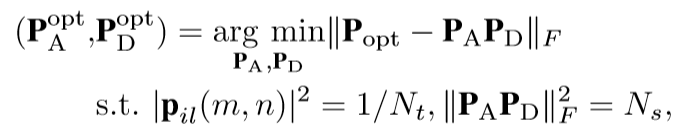 (P_A^opt, P_D^opt) = arg min_{P_A,P_D} ‖P_opt − P_A P_D‖_F
s.t. |p_il(m, n)|^2 = 1/N_t, ‖P_A P_D‖_F^2 = N_s,